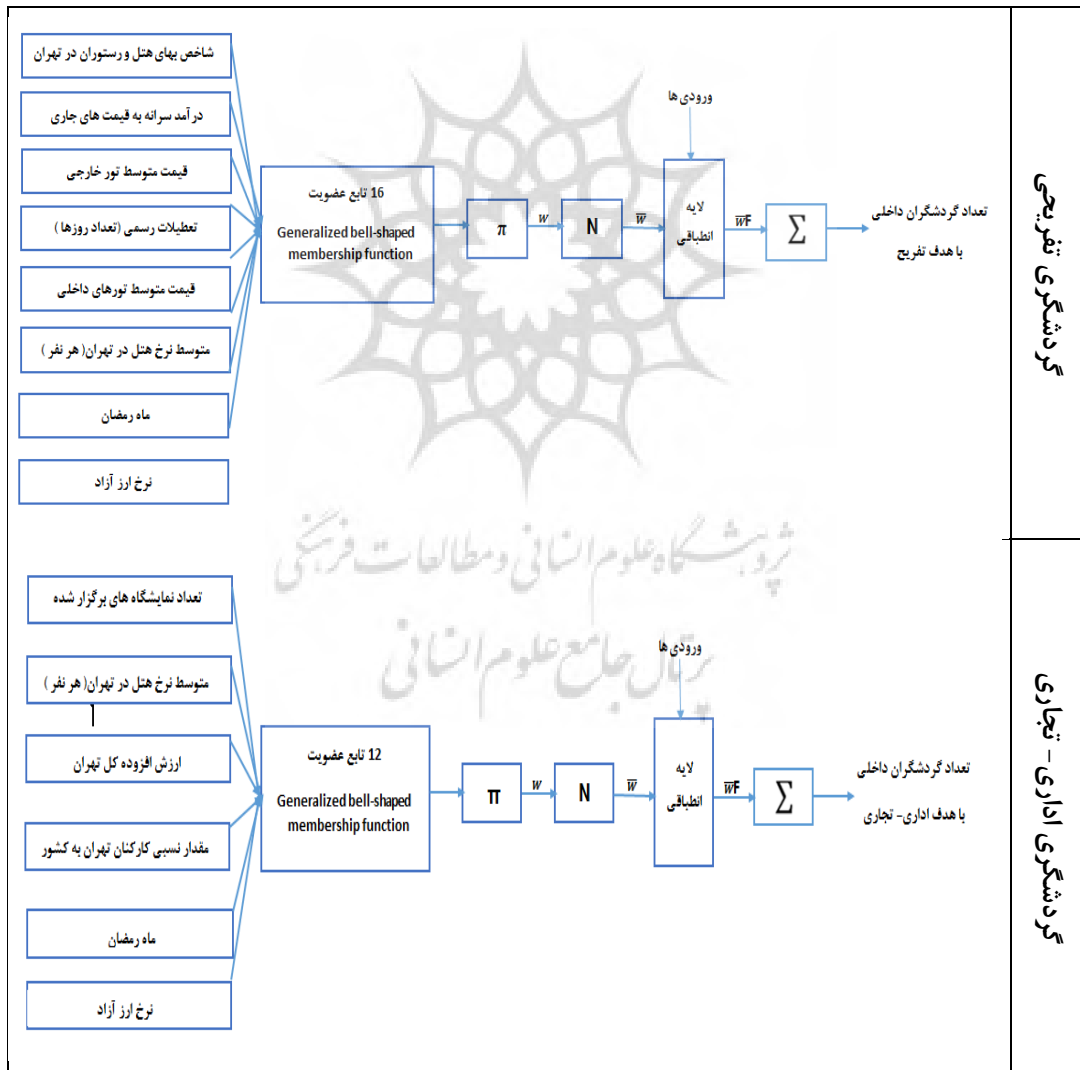 گردشگری تفریحی
شاخص بهای هتل و رستوران در تهران
در آمد سرانه به قیمت های جاری
قیمت متوسط تور خارجی
تعطیلات رسمی (تعداد روزها )
قیمت متوسط تورهای داخلی
متوسط نرخ هتل در تهران( هر نفر )
ماه رمضان
نرخ ارز آزاد
16 تابع عضویت
Generalized bell-shaped
membership function
π
w
N
w̅
ورودی ها
لایه
انطباقی
w̅F
∑
تعداد گردشگران داخلی
با هدف تفریح
پژوهشگاه علوم انسانی و مطالعات فرهنگی
پرتال جامع علوم انسانی
گردشگری اداری - تجاری
تعداد نمایشگاه های برگزار شده
متوسط نرخ هتل در تهران( هر نفر )
ارزش افزوده کل تهران
مقدار نسبی کارکنان تهران به کشور
ماه رمضان
نرخ ارز آزاد
12 تابع عضویت
Generalized bell-shaped
membership function
π
w
N
w̅
ورودی ها
لایه
انطباقی
w̅F
∑
تعداد گردشگران داخلی
با هدف اداری- تجاری